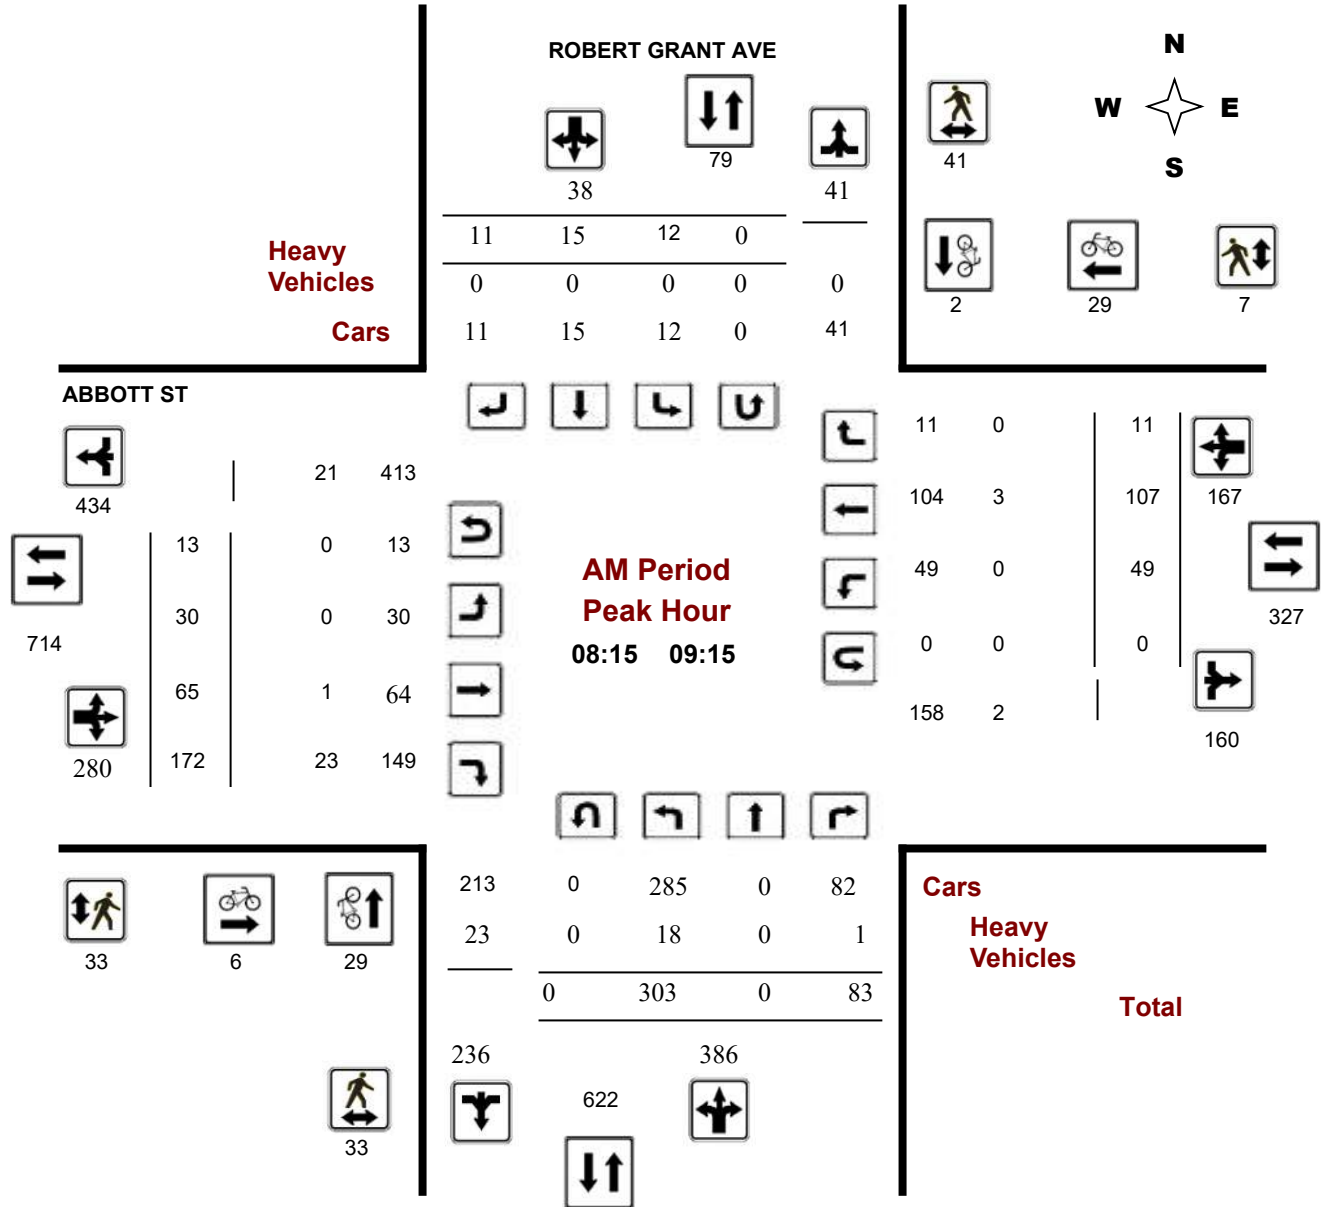 ROBERT GRANT AVE
N
W E
S
79
41
38
41
11 15 12 0
Heavy
Vehicles
0 0 0 0 0
2 29 7
Cars
11 15 12 0 41
ABBOTT ST
11 0 11
21 413
434
104 3 107 167
13 0 13
AM Period
49 0 49
30 0 30
Peak Hour
327
714
08:15 09:15
0 0 0
65 1 64
158 2
160
280
172 23 149
213 0 285 0 82
Cars
23 0 18 0 1
Heavy
Vehicles
33 6 29
0 303 0 83
Total
236 386
622
33